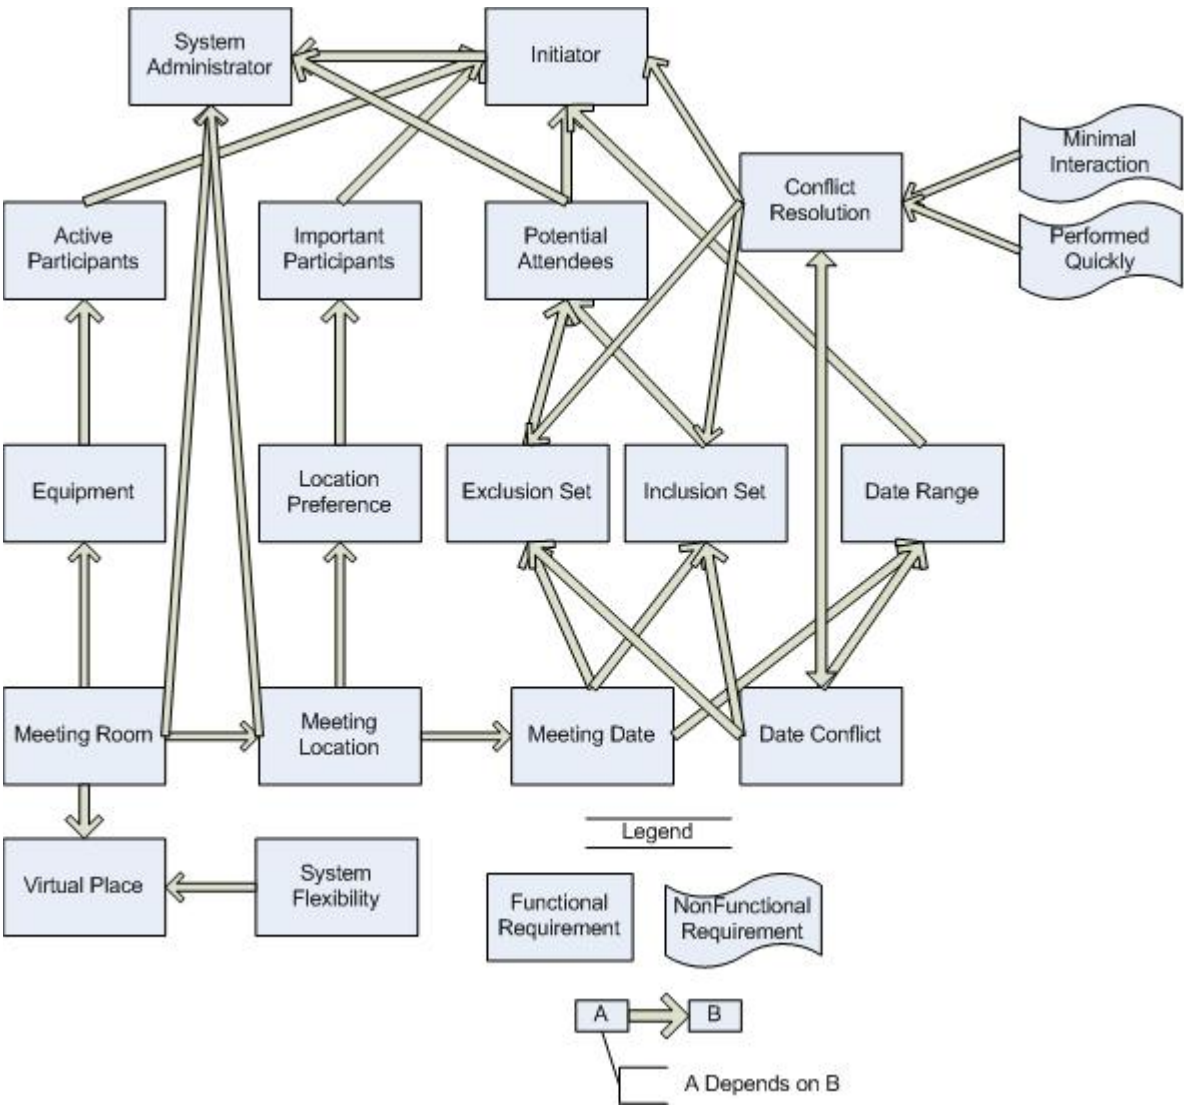 System
Administrator
Initiator
Conflict
Resolution
Minimal
Interaction
Performed
Quickly
Active
Participants
Important
Participants
Potential
Attendees
Equipment
Location
Preference
Exclusion Set
Inclusion Set
Date Range
Meeting Room
Meeting
Location
Meeting Date
Date Conflict
Virtual Place
System
Flexibility
Legend
Functional
Requirement
NonFunctional
Requirement
A
B
A Depends on B